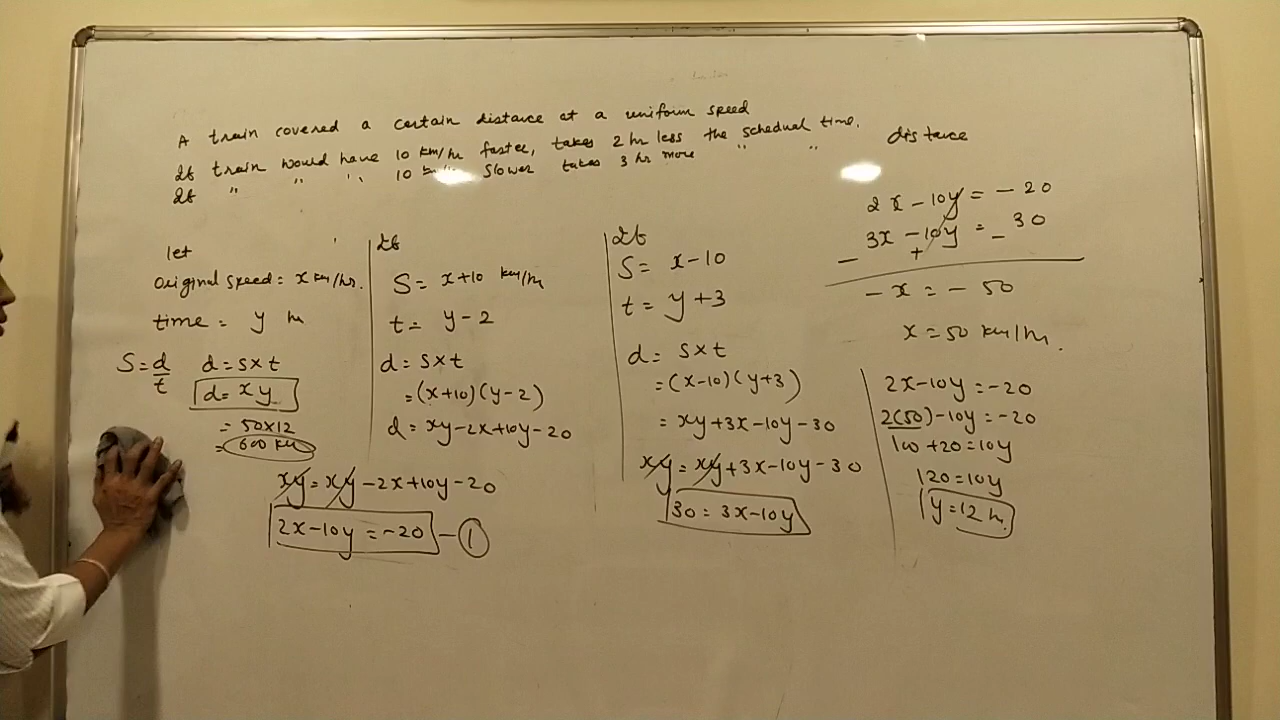 A train covered a certain distance at a uniform speed
If train would have 10 km/hr faster, takes 2 hr less the schedual time.
If " " " 10 km/hr slower takes 3 hr more " "
distance
let
original speed = x km/hr.
time = y hr
S = d/t d = s×t
d = xy
= 50×12
= 600 km
If
S = x+10 km/hr
t = y-2
d = s×t
= (x+10)(y-2)
d = xy-2x+10y-20
xy = xy-2x+10y-20
2x-10y = -20 — ①
If
S = x-10
t = y+3
d = s×t
= (x-10)(y+3)
= xy+3x-10y-30
xy = xy+3x-10y-30
30 = 3x-10y
2x-10y = -20
3x-10y = 30
- + -
-x = -50
x = 50 km/hr.
2x-10y = -20
2(50)-10y = -20
100+20 = 10y
120 = 10y
y = 12 hr.